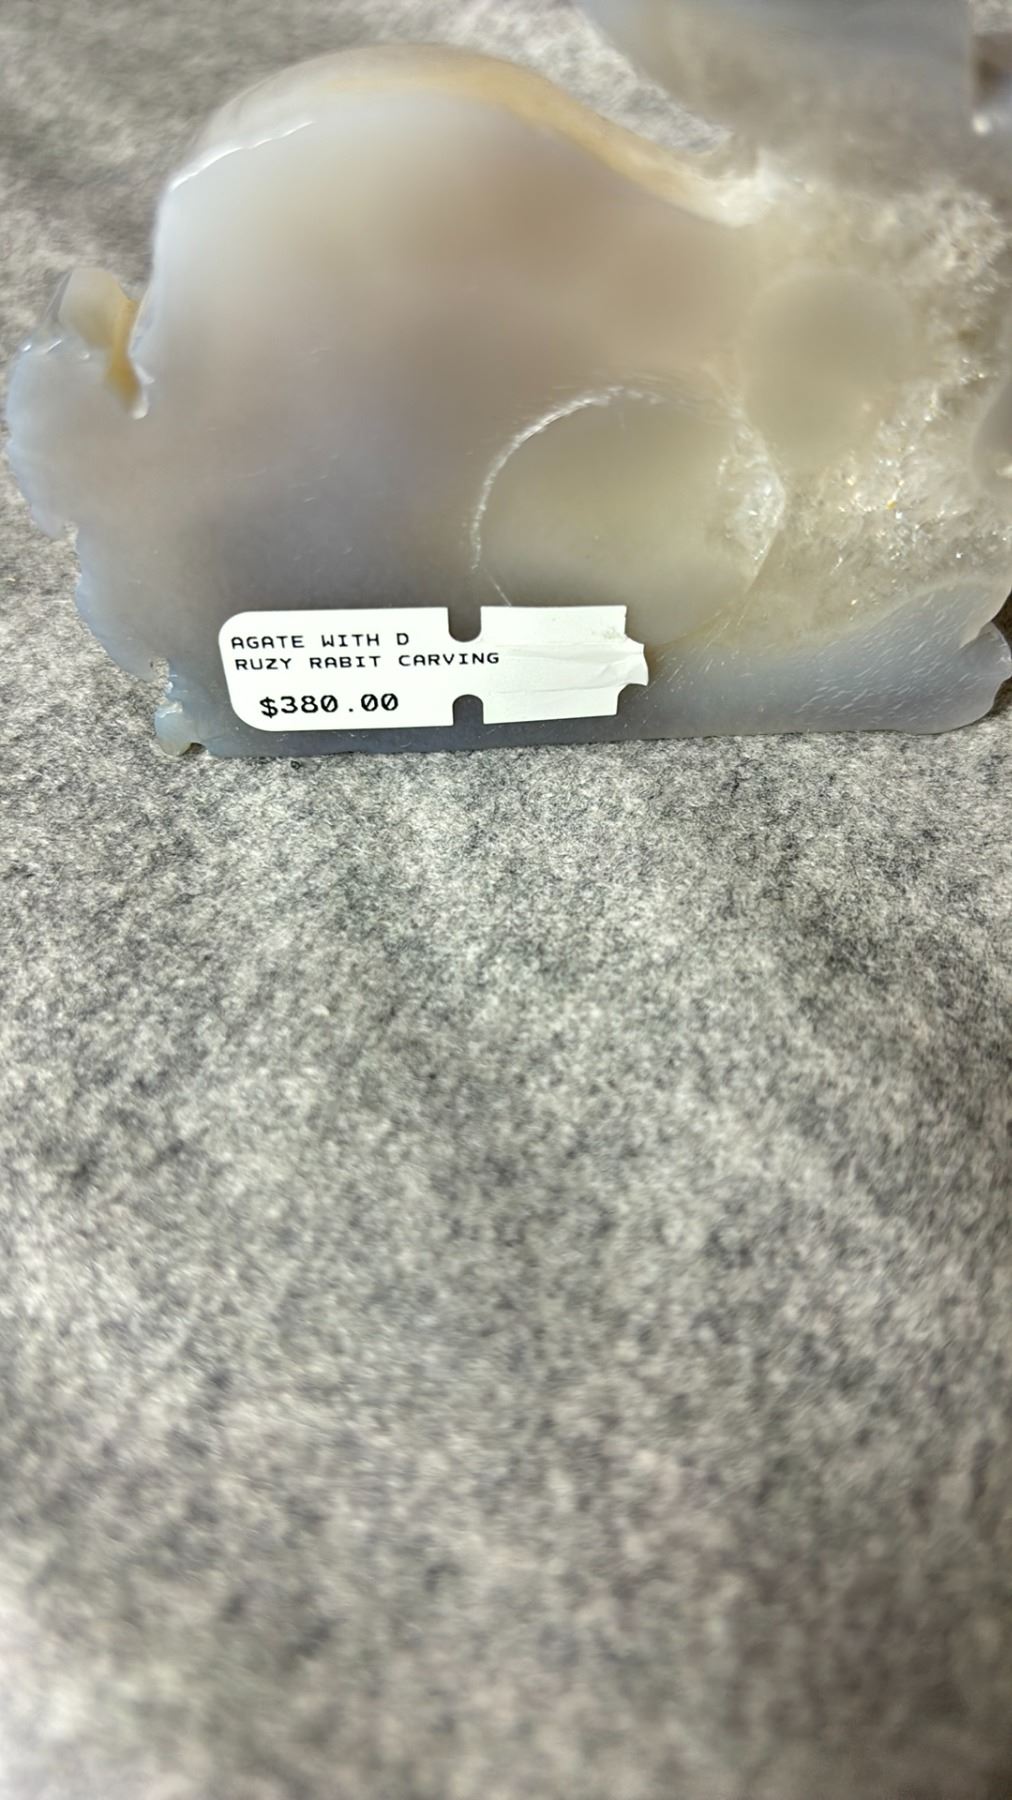 AGATE WITH D
RUZY RABIT CARVING
$380.00